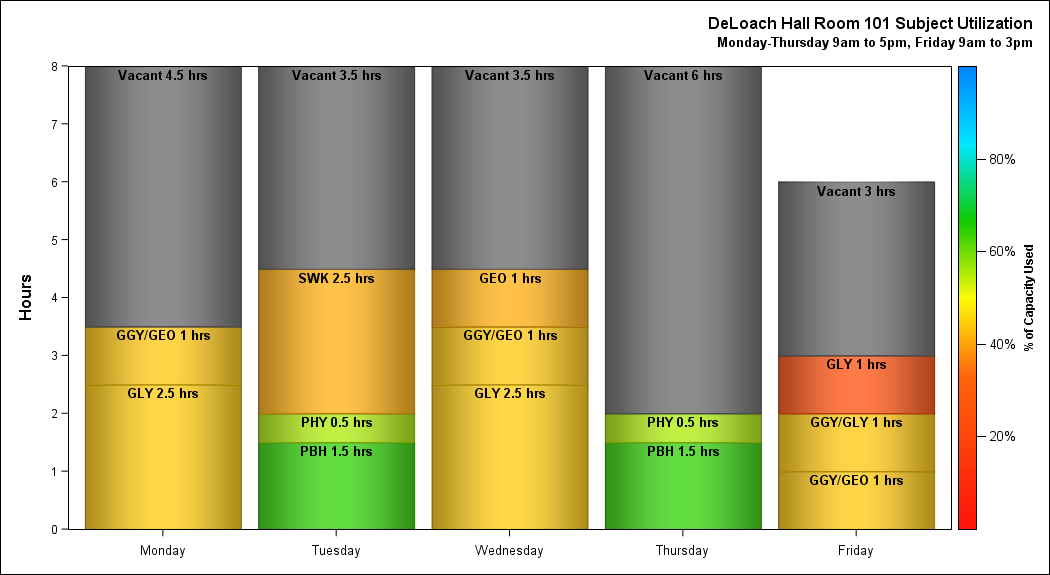 DeLoach Hall Room 101 Subject Utilization
Monday-Thursday 9am to 5pm, Friday 9am to 3pm
8
7
6
5
4
3
2
1
0
Hours
Vacant 4.5 hrs
GGY/GEO 1 hrs
GLY 2.5 hrs
Vacant 3.5 hrs
SWK 2.5 hrs
PHY 0.5 hrs
PBH 1.5 hrs
Vacant 3.5 hrs
GEO 1 hrs
GGY/GEO 1 hrs
GLY 2.5 hrs
Vacant 6 hrs
PHY 0.5 hrs
PBH 1.5 hrs
Vacant 3 hrs
GLY 1 hrs
GGY/GLY 1 hrs
GGY/GEO 1 hrs
Monday
Tuesday
Wednesday
Thursday
Friday
80%
60%
40%
20%
% of Capacity Used